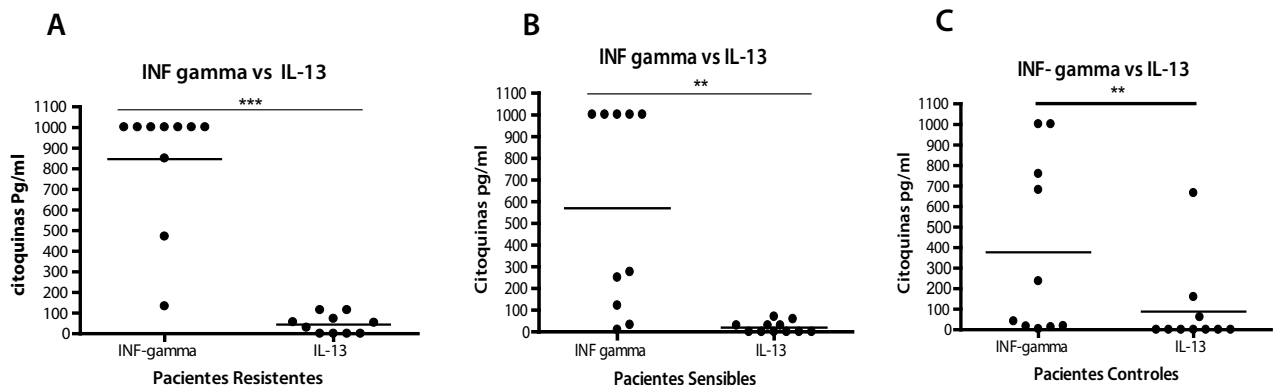 A
INF gamma vs IL-13
***
citoquinas Pg/ml
1100
1000
900
800
700
600
500
400
300
200
100
0
INF-gamma
IL-13
Pacientes Resistentes
B
INF gamma vs IL-13
**
Citoquinas pg/ml
1100
1000
900
800
700
600
500
400
300
200
100
0
INF gamma
IL-13
Pacientes Sensibles
C
INF- gamma vs IL-13
**
Citoquinas pg/ml
1100
1000
900
800
700
600
500
400
300
200
100
0
INF-gamma
IL-13
Pacientes Controles